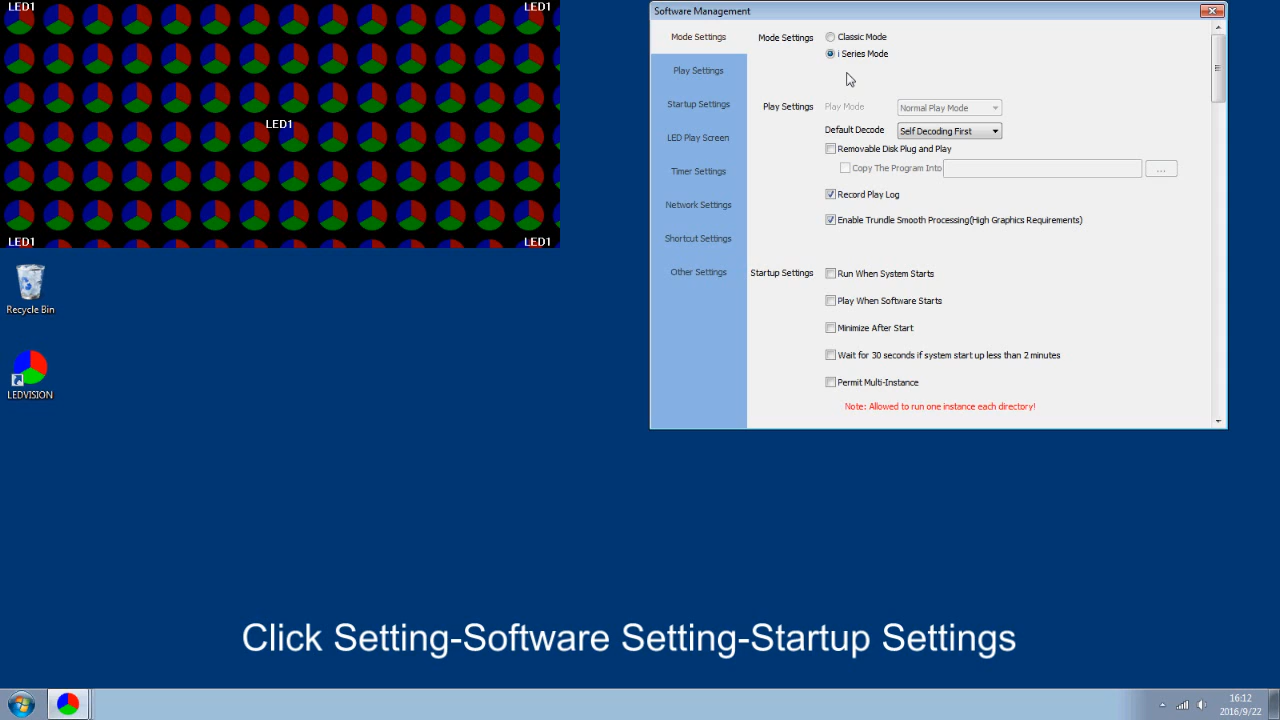 LED1
LED1
LED1
LED1
LED1
Recycle Bin
LEDVISION
Software Management
Mode Settings
Play Settings
Startup Settings
LED Play Screen
Timer Settings
Network Settings
Shortcut Settings
Other Settings
Mode Settings
Classic Mode
i Series Mode
Play Settings
Play Mode
Normal Play Mode
Default Decode
Self Decoding First
Removable Disk Plug and Play
Copy The Program Into
...
Record Play Log
Enable Trundle Smooth Processing(High Graphics Requirements)
Startup Settings
Run When System Starts
Play When Software Starts
Minimize After Start
Wait for 30 seconds if system start up less than 2 minutes
Permit Multi-Instance
Note: Allowed to run one instance each directory!
Click Setting-Software Setting-Startup Settings
16:12
2016/9/22